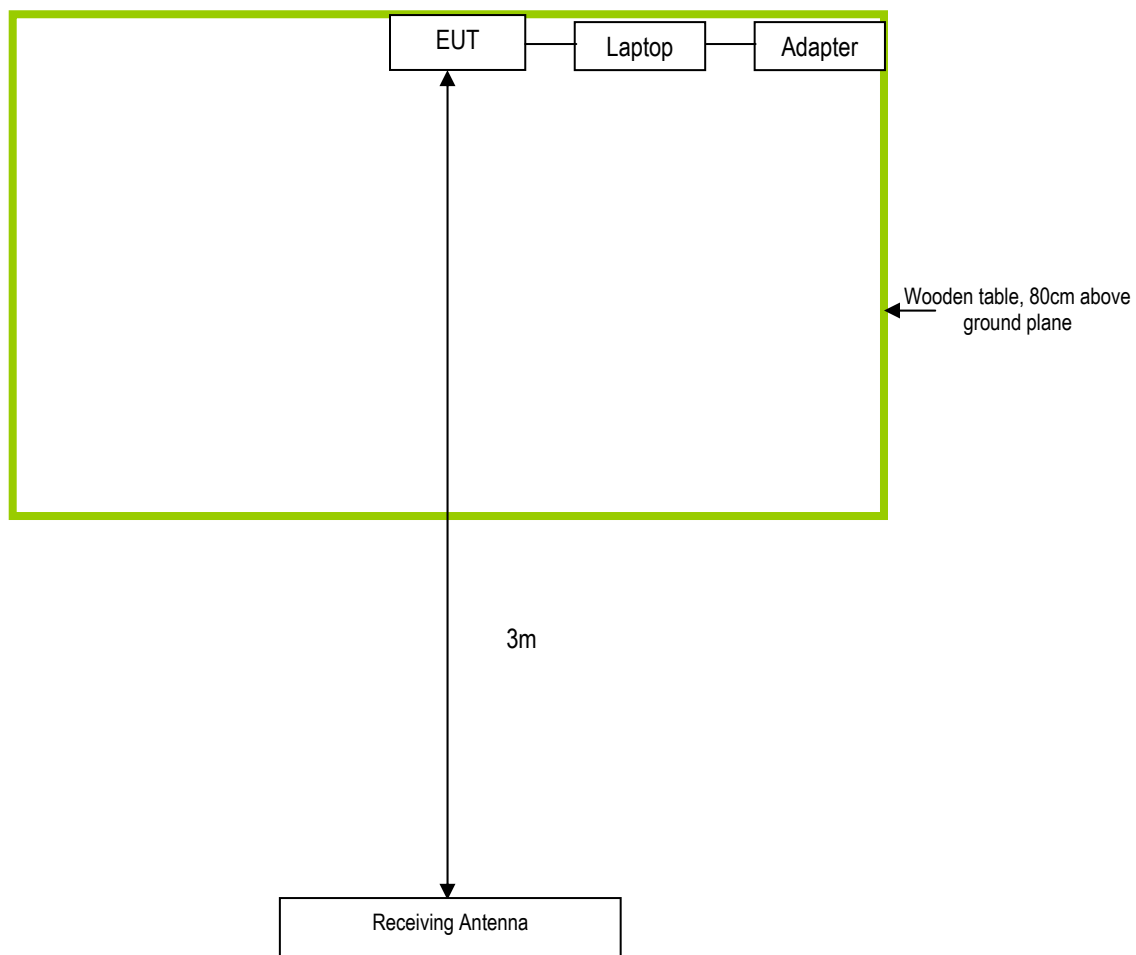 EUT
Laptop
Adapter
Wooden table, 80cm above
ground plane
3m
Receiving Antenna